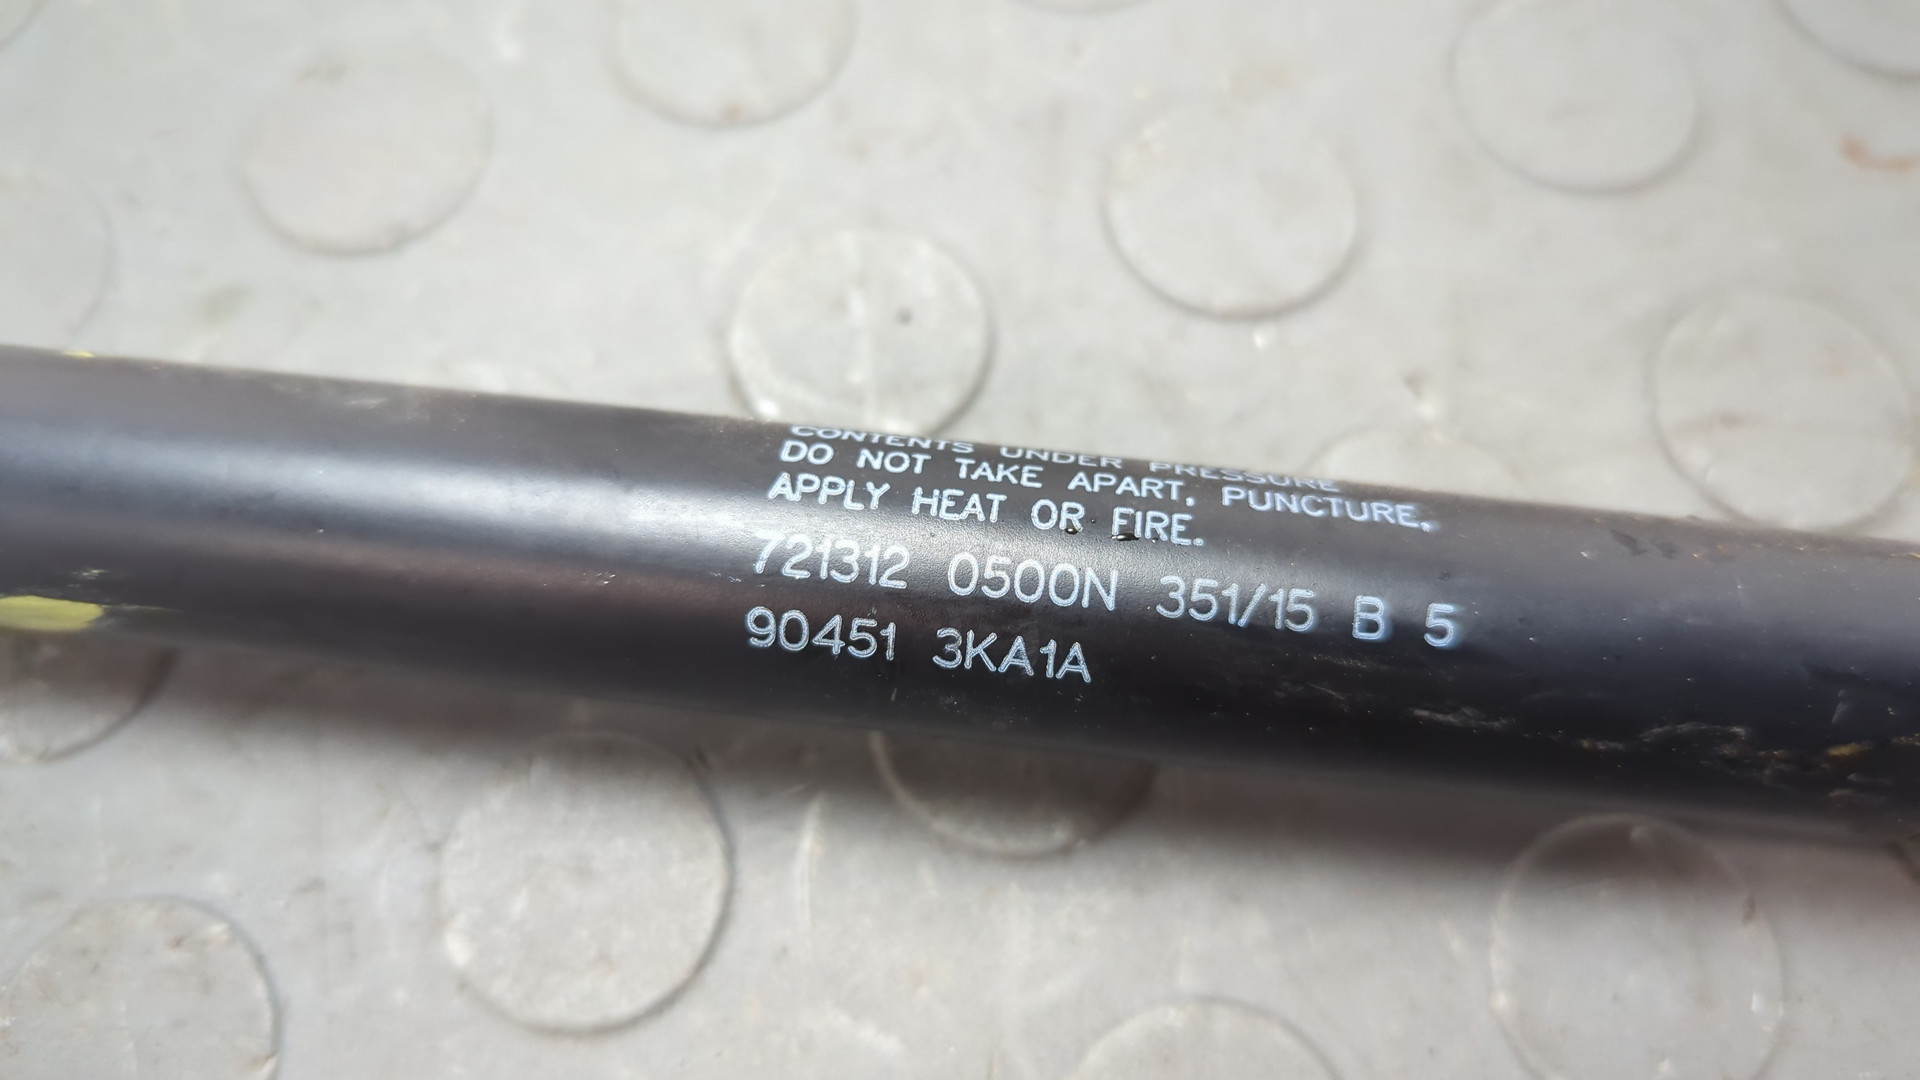 CONTENTS UNDER PRESSURE
DO NOT TAKE APART, PUNCTURE,
APPLY HEAT OR FIRE.
721312 0500N 351/15 B 5
90451 3KA1A